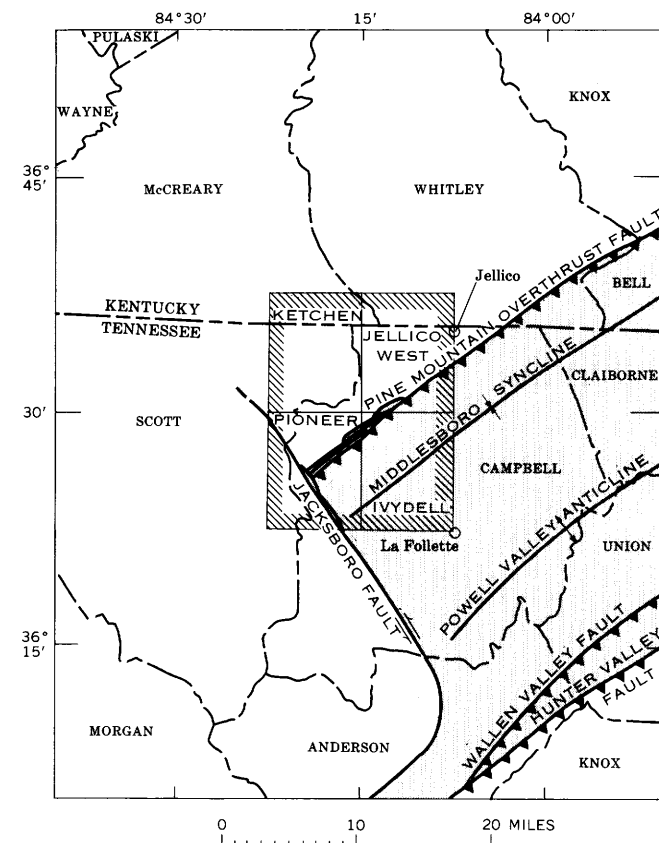 84°30' 15' 84°00'
PULASKI
WAYNE
KNOX
36°
45'
McCREARY
WHITLEY
PINE MOUNTAIN OVERTHRUST FAULT
Jellico
BELL
KENTUCKY
TENNESSEE
KETCHEN
JELLICO
WEST
MIDDLESBORO SYNCLINE
CLAIBORNE
30'
SCOTT
PIONEER
CAMPBELL
JACKSBORO FAULT
IVYDELL
La Follette
POWELL VALLEY ANTICLINE
UNION
36°
15'
WALLEN VALLEY FAULT
HUNTER VALLEY
FAULT
MORGAN
ANDERSON
KNOX
0 10 20 MILES